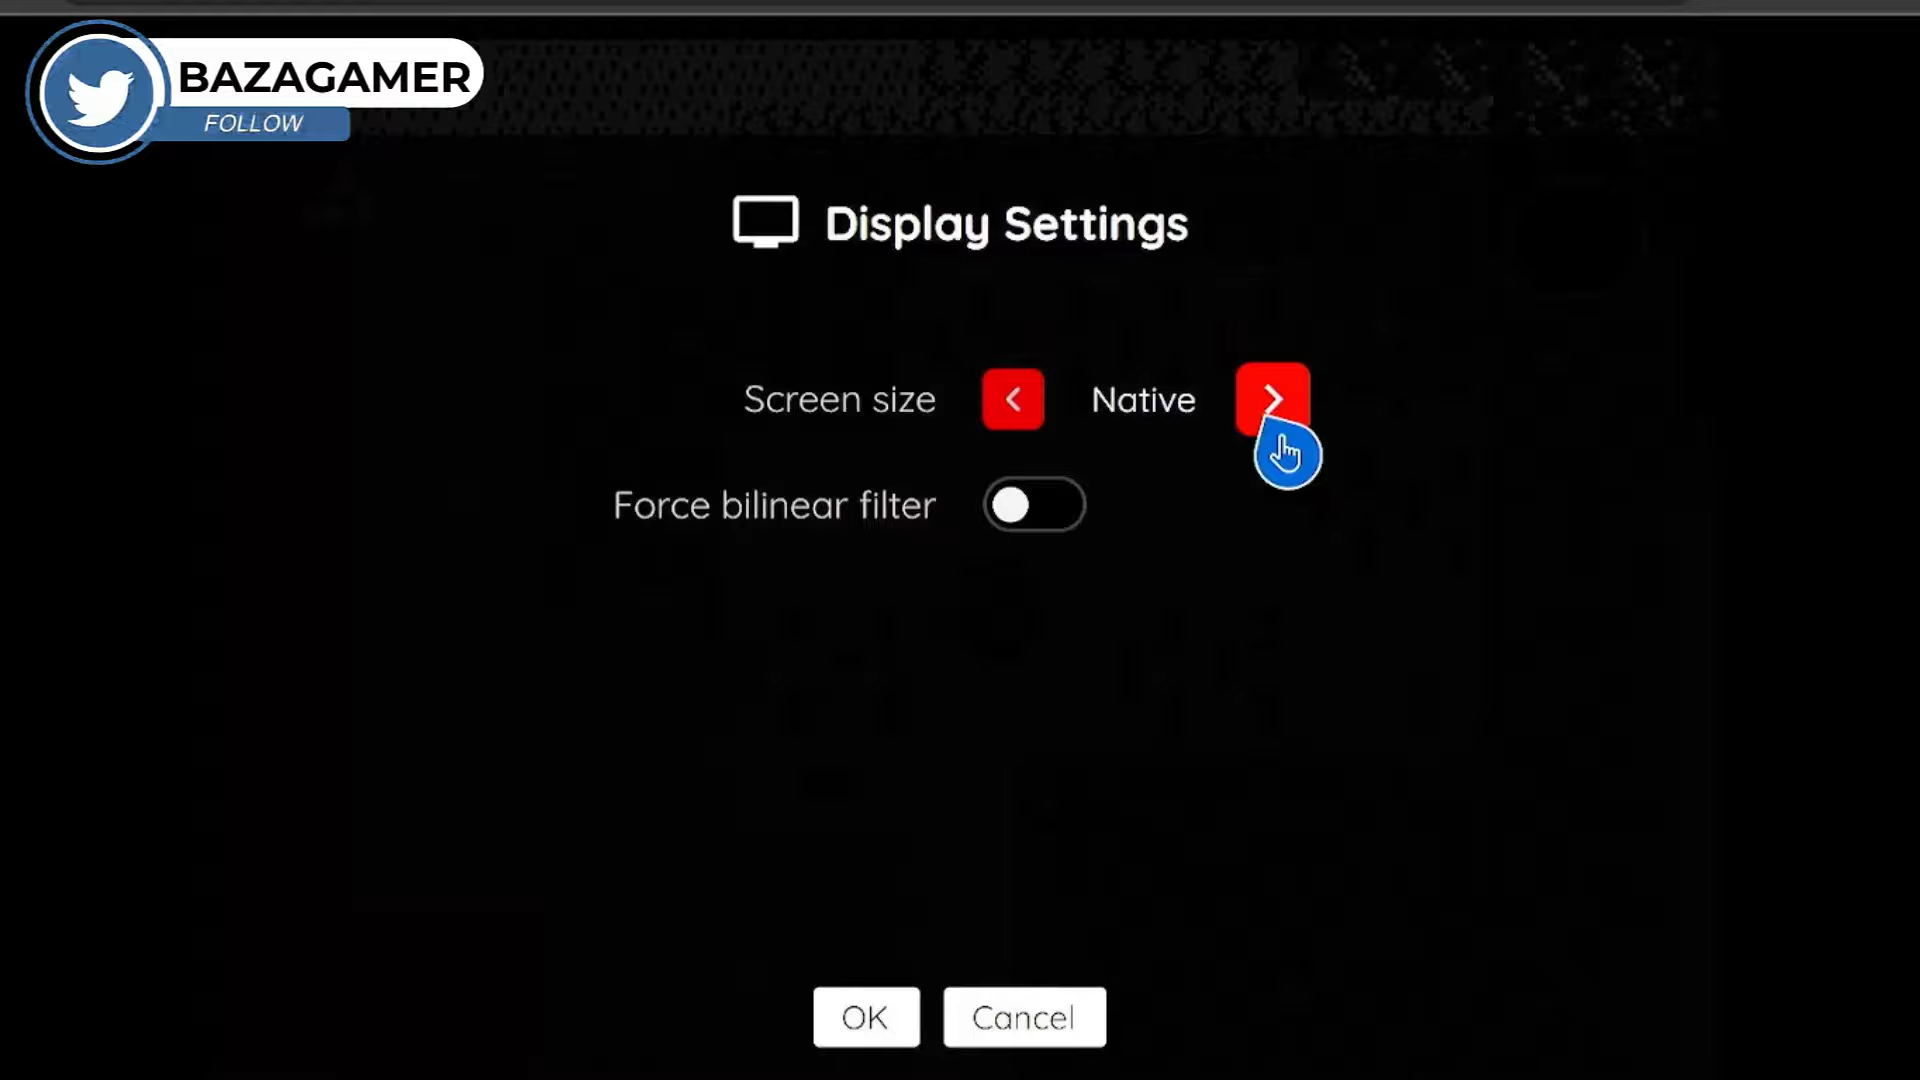 BAZAGAMER
FOLLOW
Display Settings
Screen size
Native
Force bilinear filter
OK
Cancel